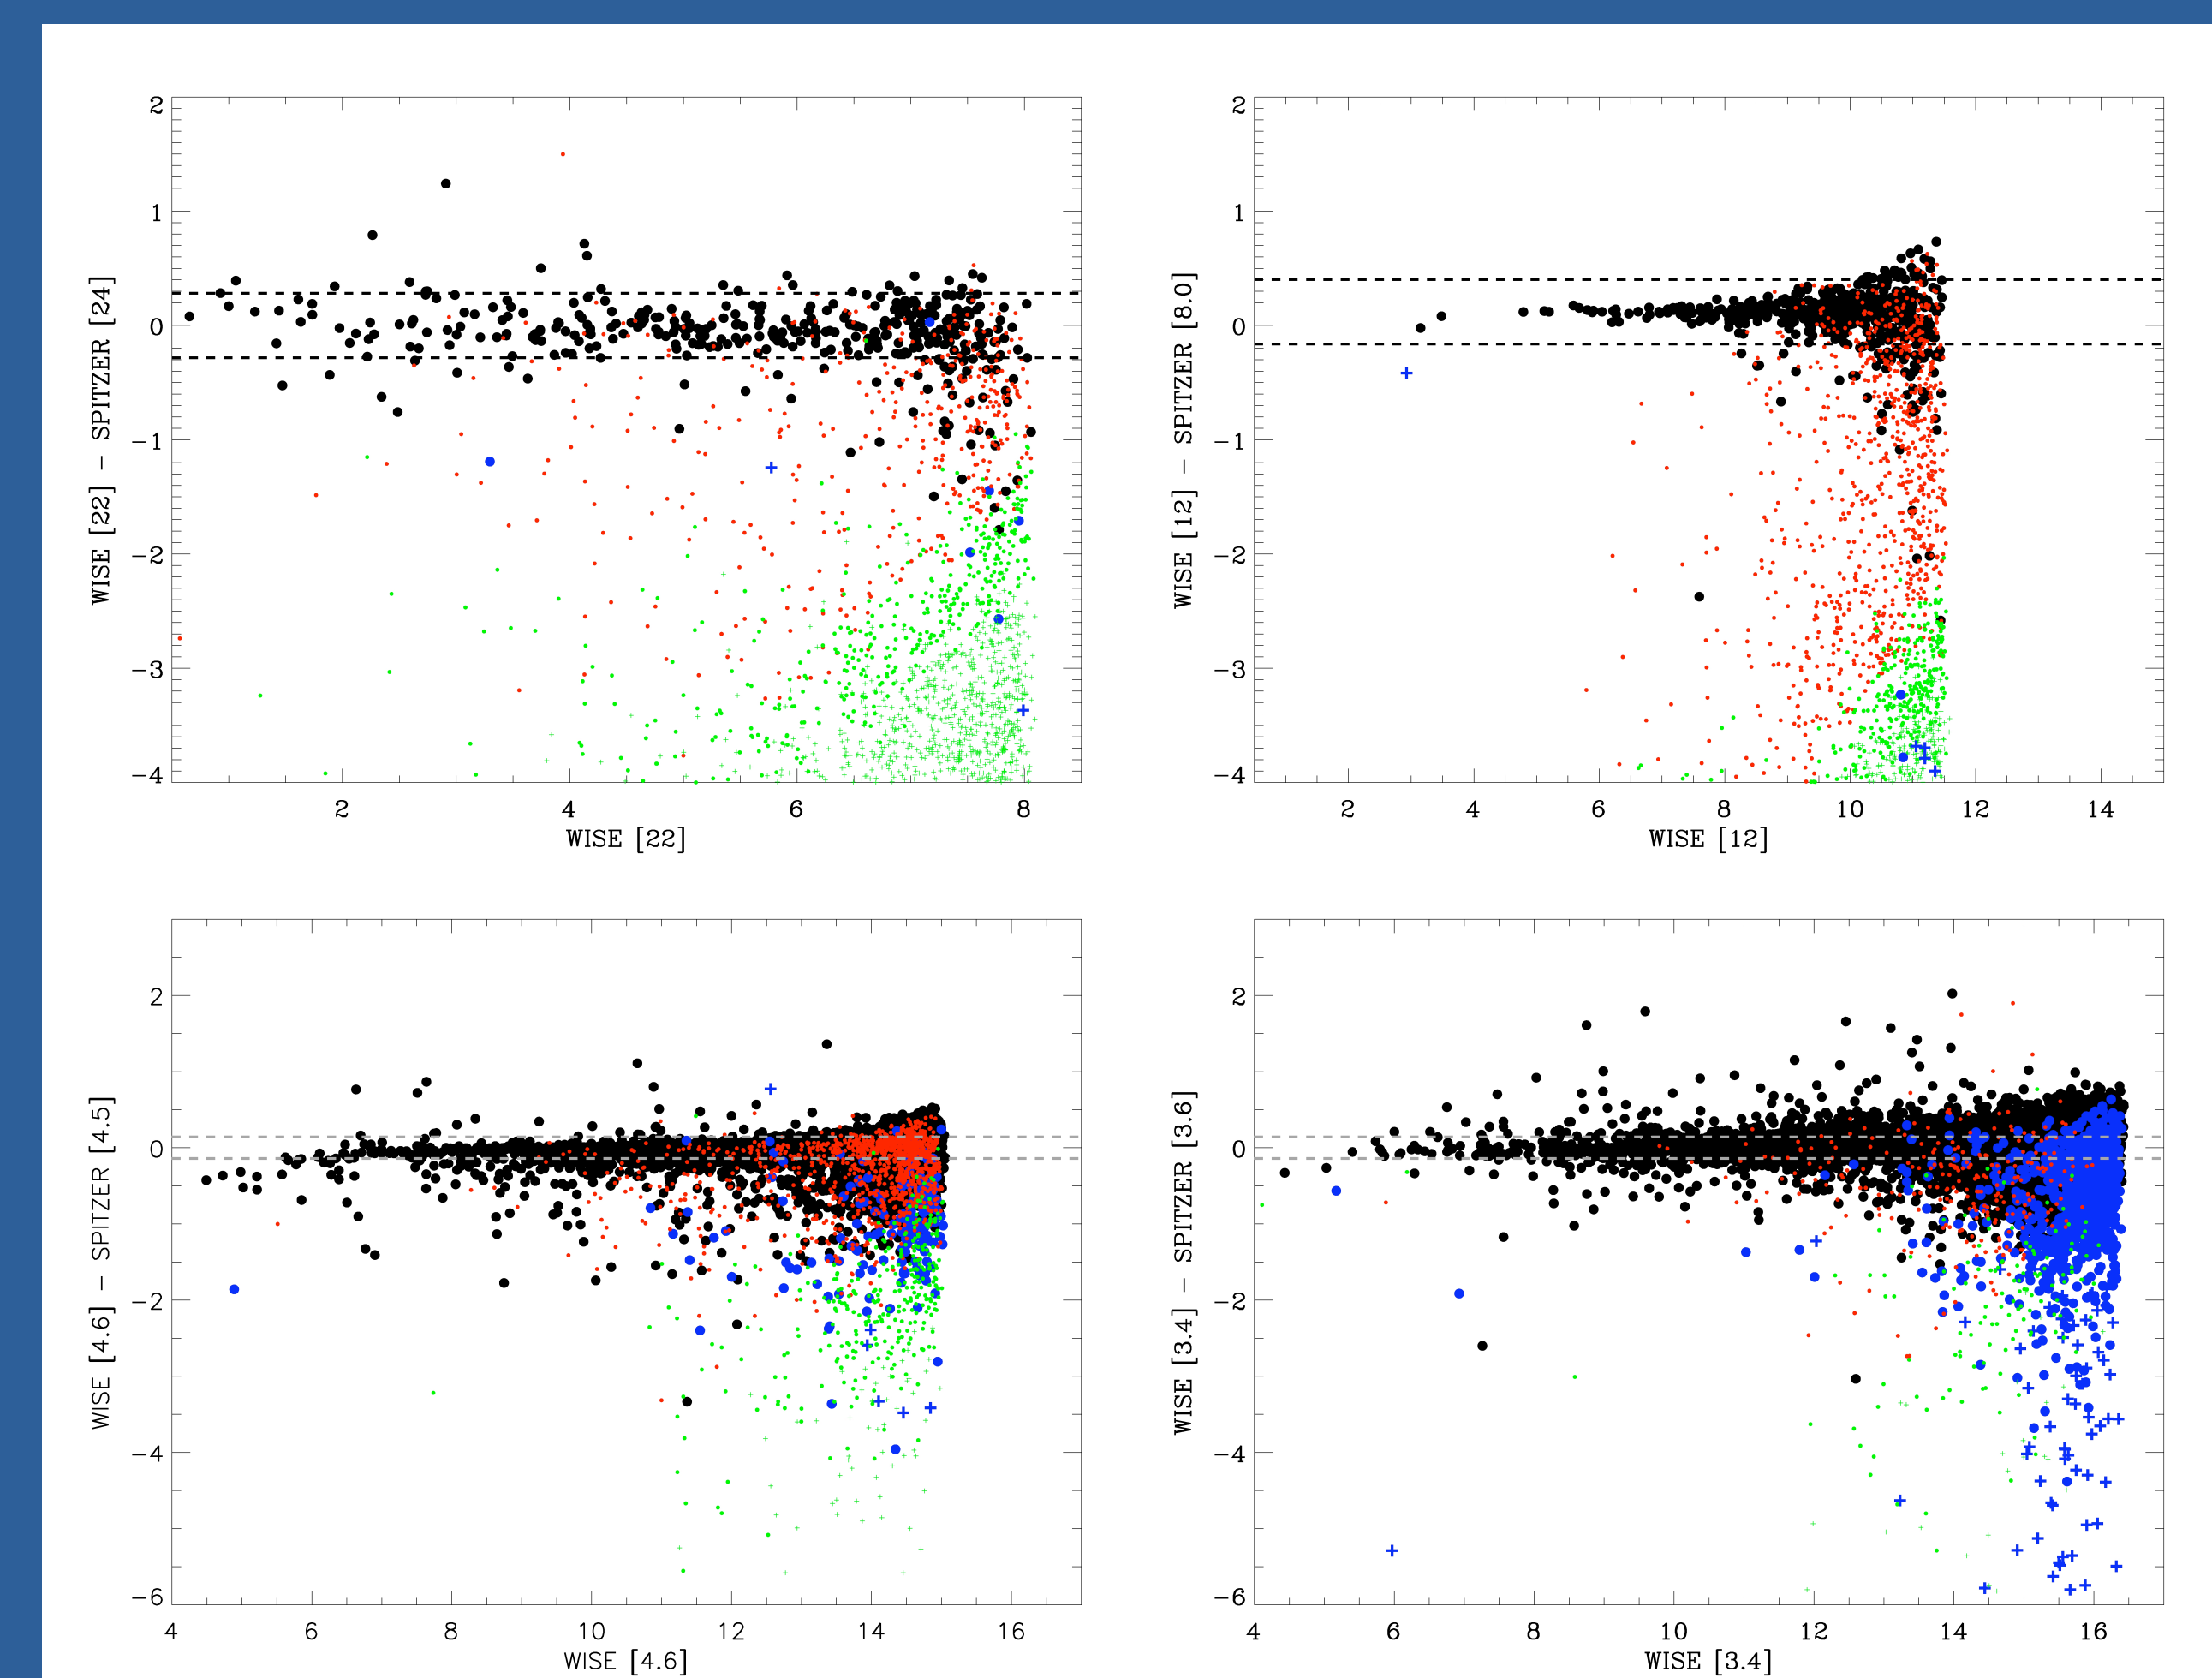 2
1
0
−1
−2
−3
−4
WISE [22] − SPITZER [24]
2 4 6 8
WISE [22]
2
1
0
−1
−2
−3
−4
WISE [12] − SPITZER [8.0]
2 4 6 8 10 12 14
WISE [12]
2
0
−2
−4
−6
WISE [4.6] − SPITZER [4.5]
4 6 8 10 12 14 16
WISE [4.6]
2
0
−2
−4
−6
WISE [3.4] − SPITZER [3.6]
4 6 8 10 12 14 16
WISE [3.4]